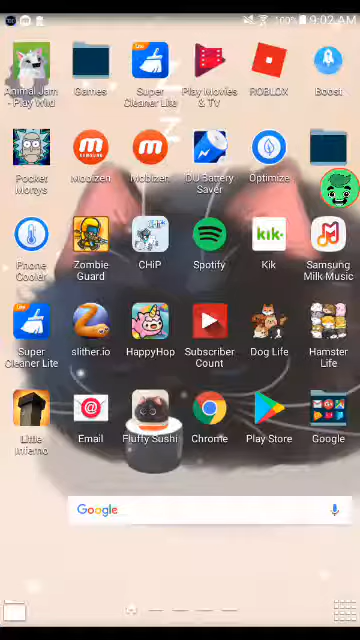 100% 9:02 AM
Animal Jam
- Play Wild
Games
Super
Cleaner Lite
Play Movies
& TV
ROBLOX
Boost
Pocket
Mortys
Mobizen
Mobizen
DU Battery
Saver
Optimize
Phone
Cooler
Zombie
Guard
CHiP
Spotify
kik
Kik
Samsung
Milk Music
Lite
Super
Cleaner Lite
slither.io
HappyHop
Subscriber
Count
Dog Life
Hamster
Life
Little
Inferno
Email
Fluffy Sushi
Chrome
Play Store
Google
Google